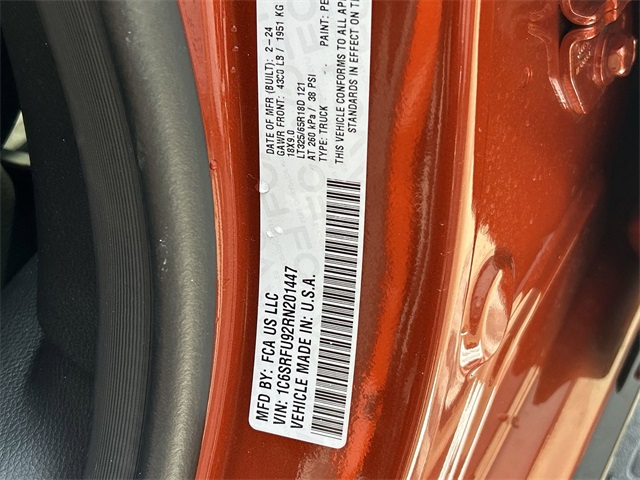 MFD BY: FCA US LLC
VIN: 1C6SRFU92RN201447
VEHICLE MADE IN: U.S.A.
DATE OF MFR (BUILT): 2-24
GAWR FRONT: 4300 LB / 1951 KG
18X9.0
LT325/65R18D 121
AT 260 kPa / 38 PSI
TYPE: TRUCK
PAINT:
THIS VEHICLE CONFORMS TO ALL
STANDARDS IN EFFECT ON